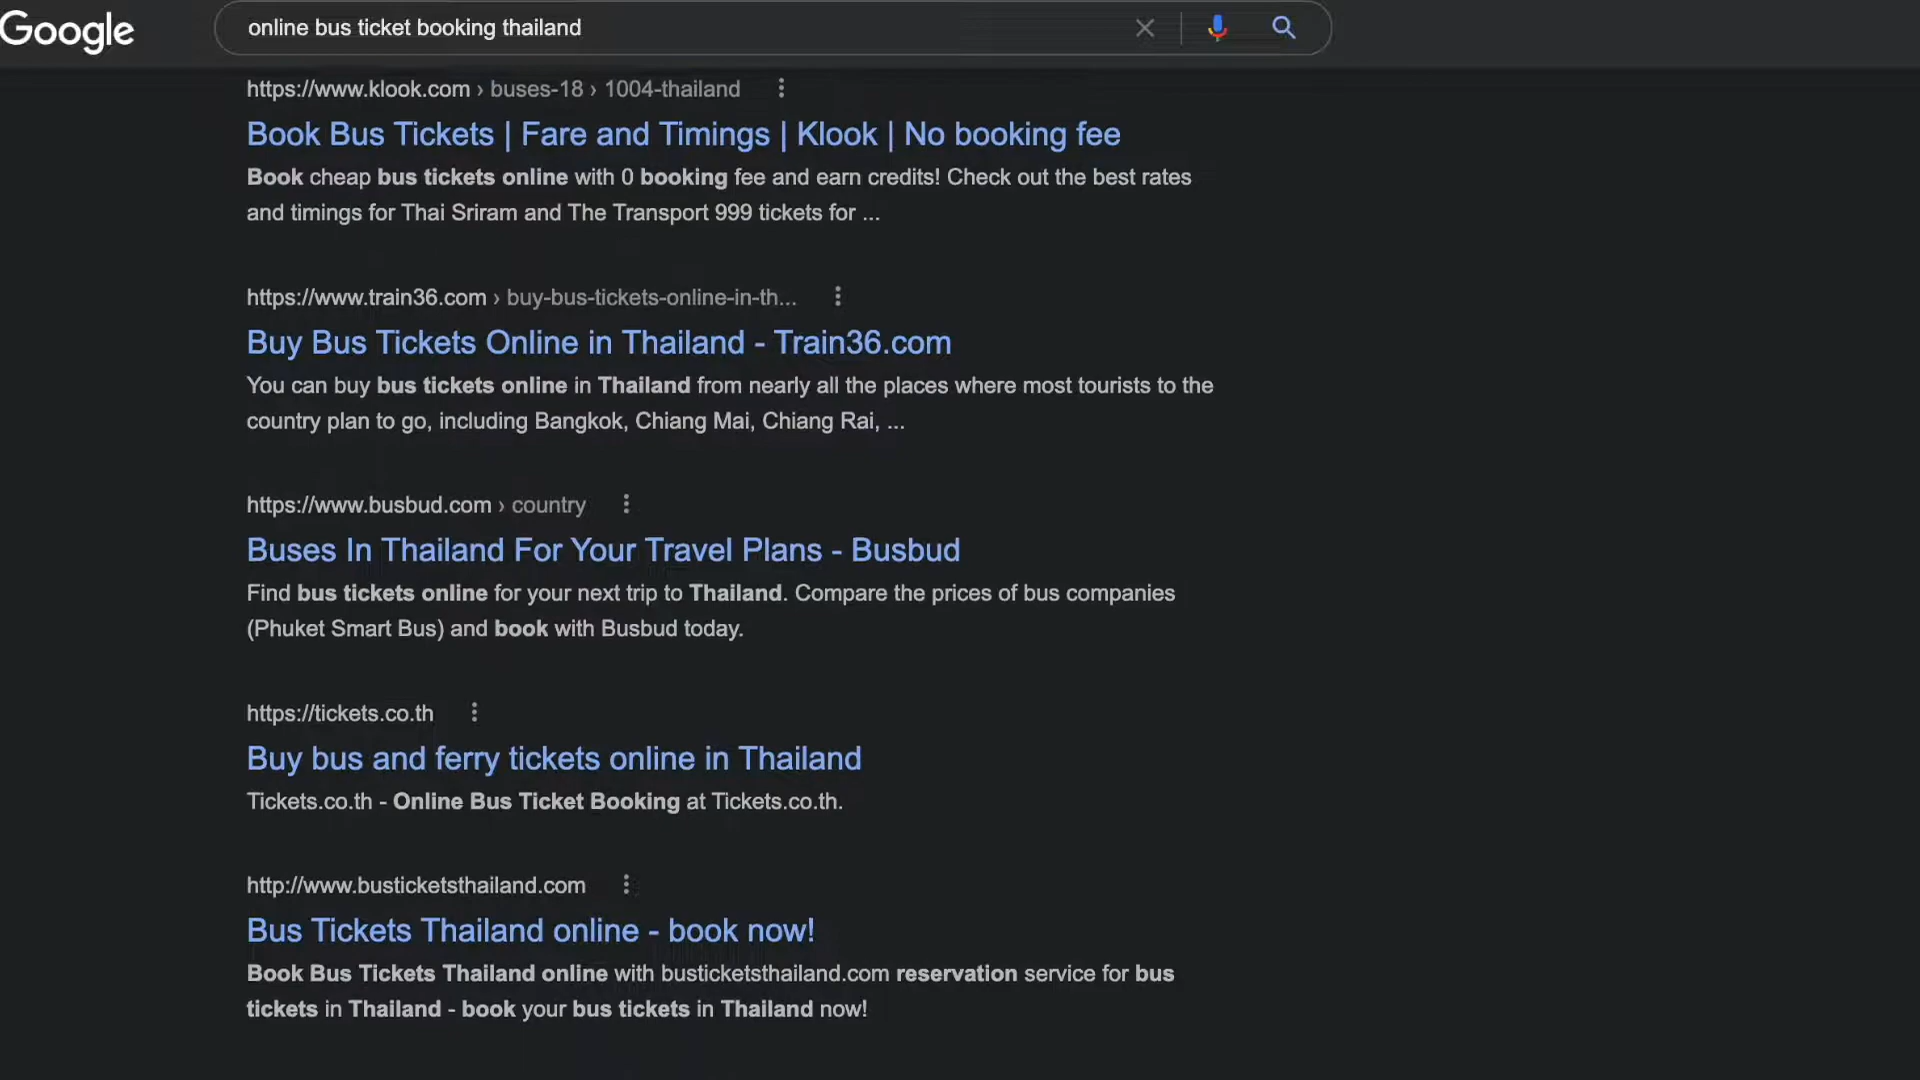 Google
online bus ticket booking thailand
https://www.klook.com › buses-18 › 1004-thailand
Book Bus Tickets | Fare and Timings | Klook | No booking fee
Book cheap bus tickets online with 0 booking fee and earn credits! Check out the best rates
and timings for Thai Sriram and The Transport 999 tickets for ...
https://www.train36.com › buy-bus-tickets-online-in-th...
Buy Bus Tickets Online in Thailand - Train36.com
You can buy bus tickets online in Thailand from nearly all the places where most tourists to the
country plan to go, including Bangkok, Chiang Mai, Chiang Rai, ...
https://www.busbud.com › country
Buses In Thailand For Your Travel Plans - Busbud
Find bus tickets online for your next trip to Thailand. Compare the prices of bus companies
(Phuket Smart Bus) and book with Busbud today.
https://tickets.co.th
Buy bus and ferry tickets online in Thailand
Tickets.co.th - Online Bus Ticket Booking at Tickets.co.th.
http://www.busticketsthailand.com
Bus Tickets Thailand online - book now!
Book Bus Tickets Thailand online with busticketsthailand.com reservation service for bus
tickets in Thailand - book your bus tickets in Thailand now!